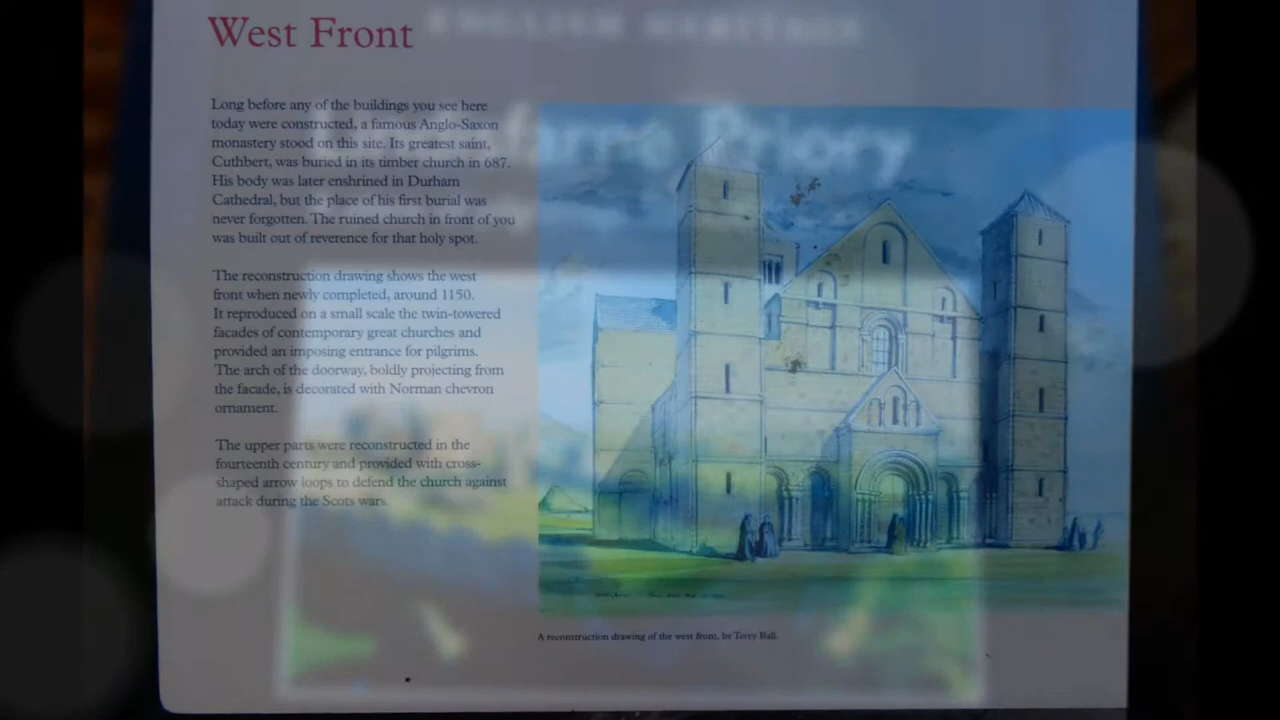 West Front
ENGLISH HERITAGE
Priory
Long before any of the buildings you see here
today were constructed, a famous Anglo-Saxon
monastery stood on this site. Its greatest saint,
Cuthbert, was buried in its timber church in 687.
His body was later enshrined in Durham
Cathedral, but the place of his first burial was
never forgotten. The ruined church in front of you
was built out of reverence for that holy spot.
The reconstruction drawing shows the west
front when newly completed, around 1150.
It reproduced on a small scale the twin-towered
facades of contemporary great churches and
provided an imposing entrance for pilgrims.
The arch of the doorway, boldly projecting from
the facade, is decorated with Norman chevron
ornament.
The upper parts were reconstructed in the
fourteenth century and provided with cross-
shaped arrow loops to defend the church against
attack during the Scots wars.
A reconstruction drawing of the west front, by Terry Ball.